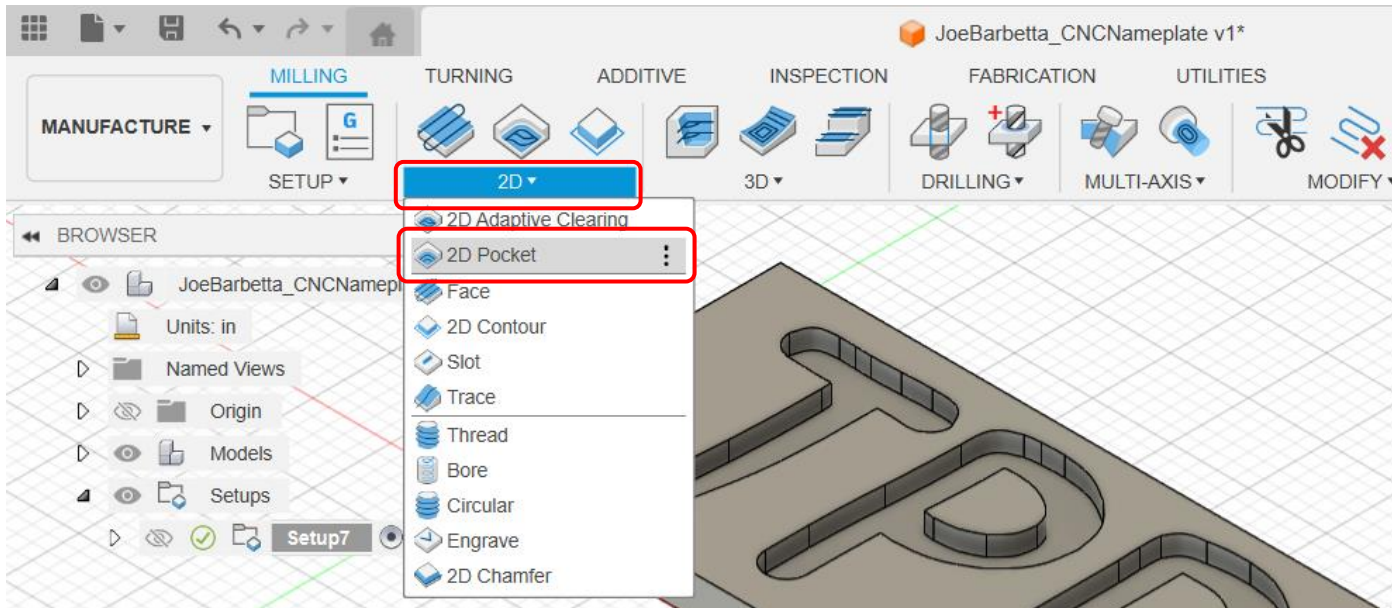 JoeBarbetta_CNCNameplate v1*
MILLING TURNING ADDITIVE INSPECTION FABRICATION UTILITIES
MANUFACTURE
G
SETUP 2D 3D DRILLING MULTI-AXIS MODIFY
BROWSER
JoeBarbetta_CNCNamepl
Units: in
Named Views
Origin
Models
Setups
Setup7
2D Adaptive Clearing
2D Pocket
Face
2D Contour
Slot
Trace
Thread
Bore
Circular
Engrave
2D Chamfer